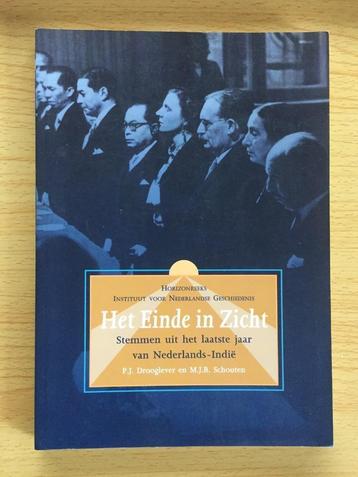 Horizonreeks
Instituut voor Nederlandse Geschiedenis
Het Einde in Zicht
Stemmen uit het laatste jaar
van Nederlands-Indië
P.J. Drooglever en M.J.B. Schouten